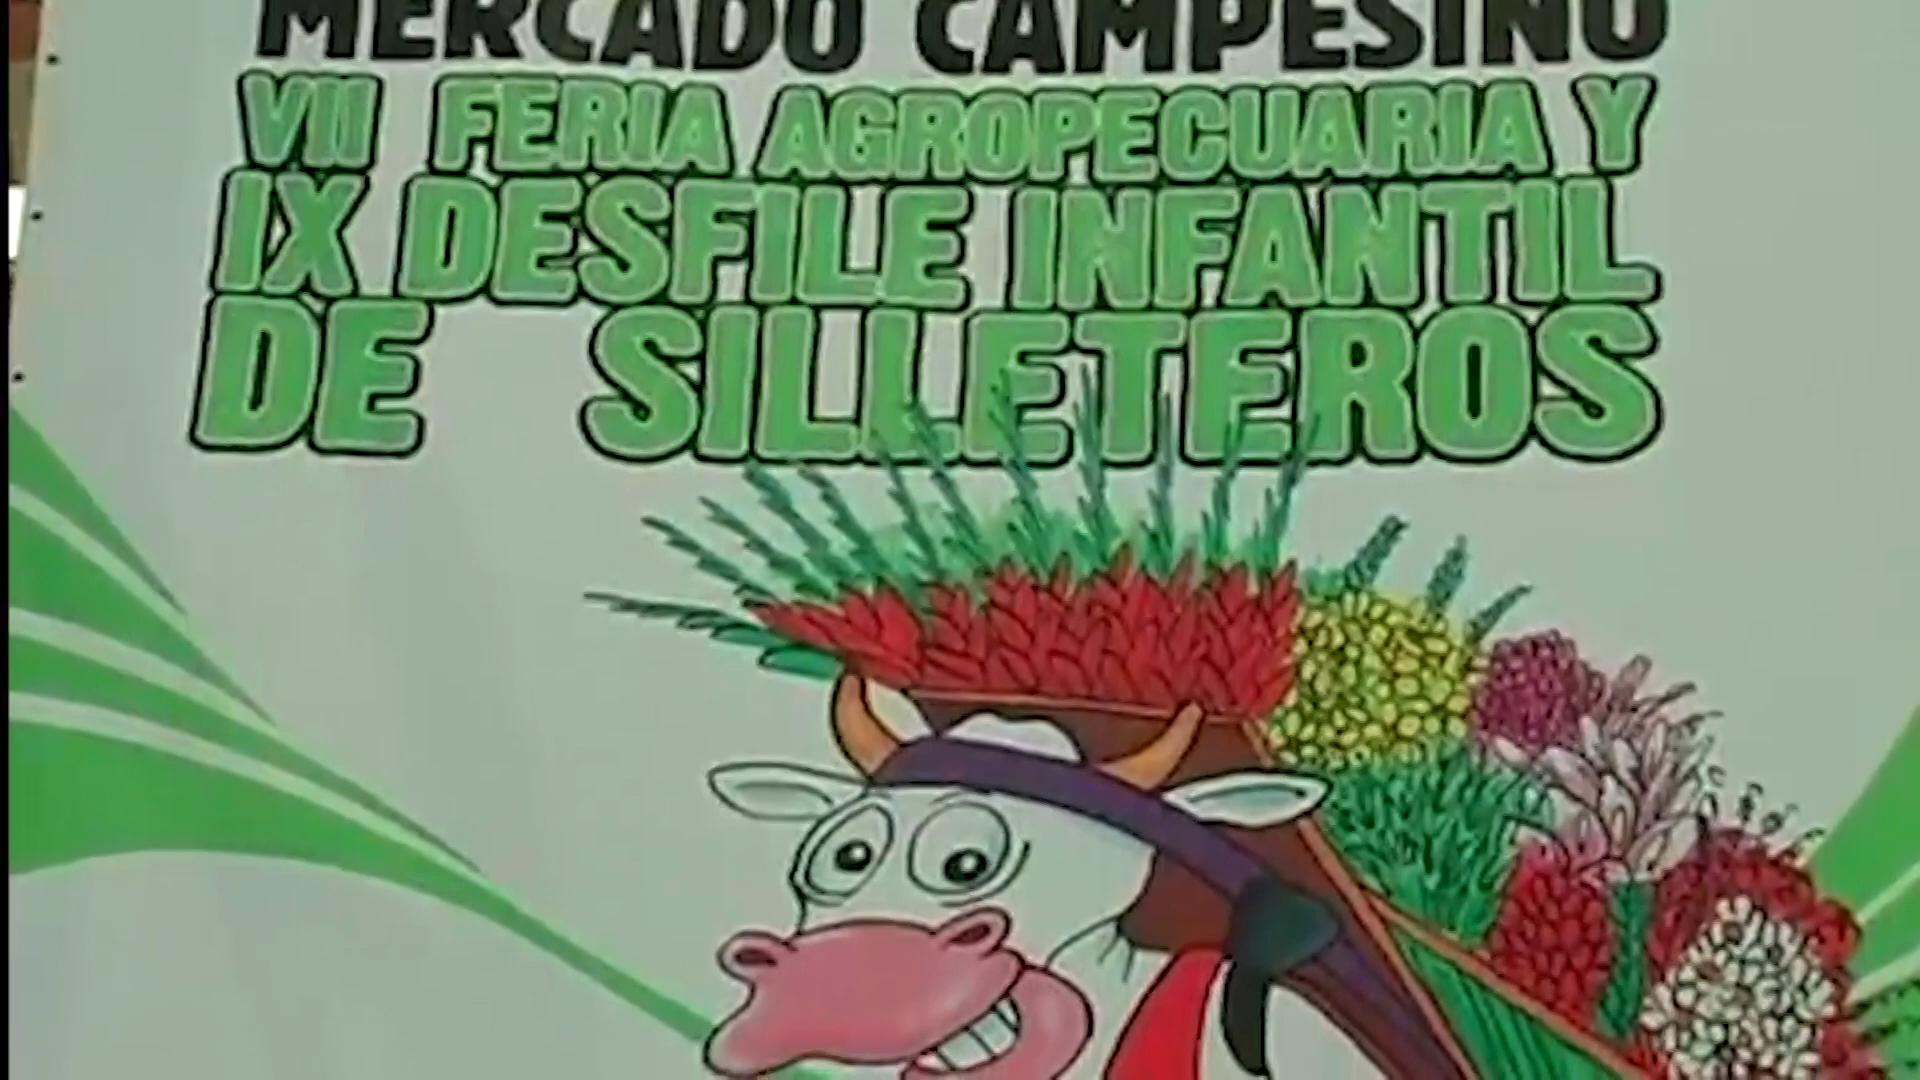 MERCADO CAMPESINO
VII FERIA AGROPECUARIA Y
IX DESFILE INFANTIL
DE SILLETEROS